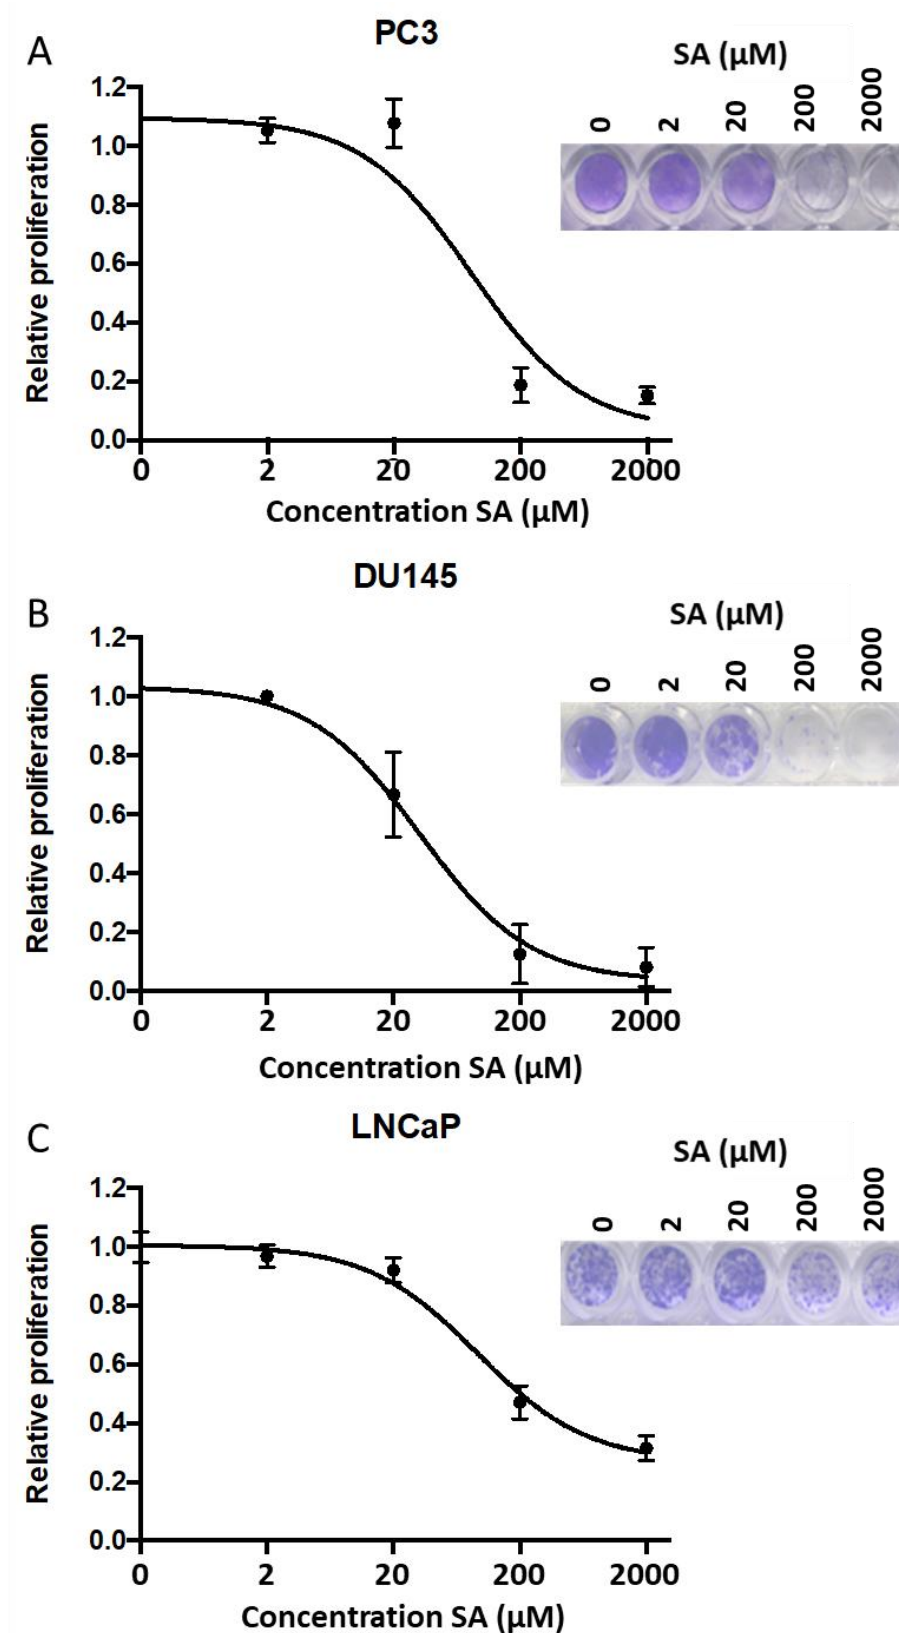 A
PC3
SA (μM)
0 2 20 200 2000
Relative proliferation
1.2
1.0
0.8
0.6
0.4
0.2
0.0
0 2 20 200 2000
Concentration SA (μM)
B
DU145
SA (μM)
0 2 20 200 2000
Relative proliferation
1.2
1.0
0.8
0.6
0.4
0.2
0.0
0 2 20 200 2000
Concentration SA (μM)
C
LNCaP
SA (μM)
0 2 20 200 2000
Relative proliferation
1.2
1.0
0.8
0.6
0.4
0.2
0.0
0 2 20 200 2000
Concentration SA (μM)